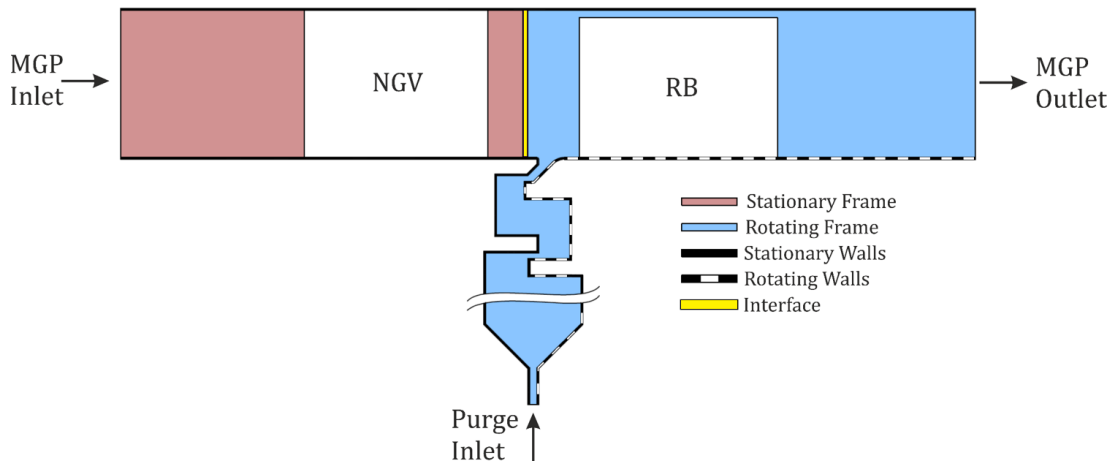 MGP
Inlet
NGV
RB
MGP
Outlet
Stationary Frame
Rotating Frame
Stationary Walls
Rotating Walls
Interface
Purge
Inlet